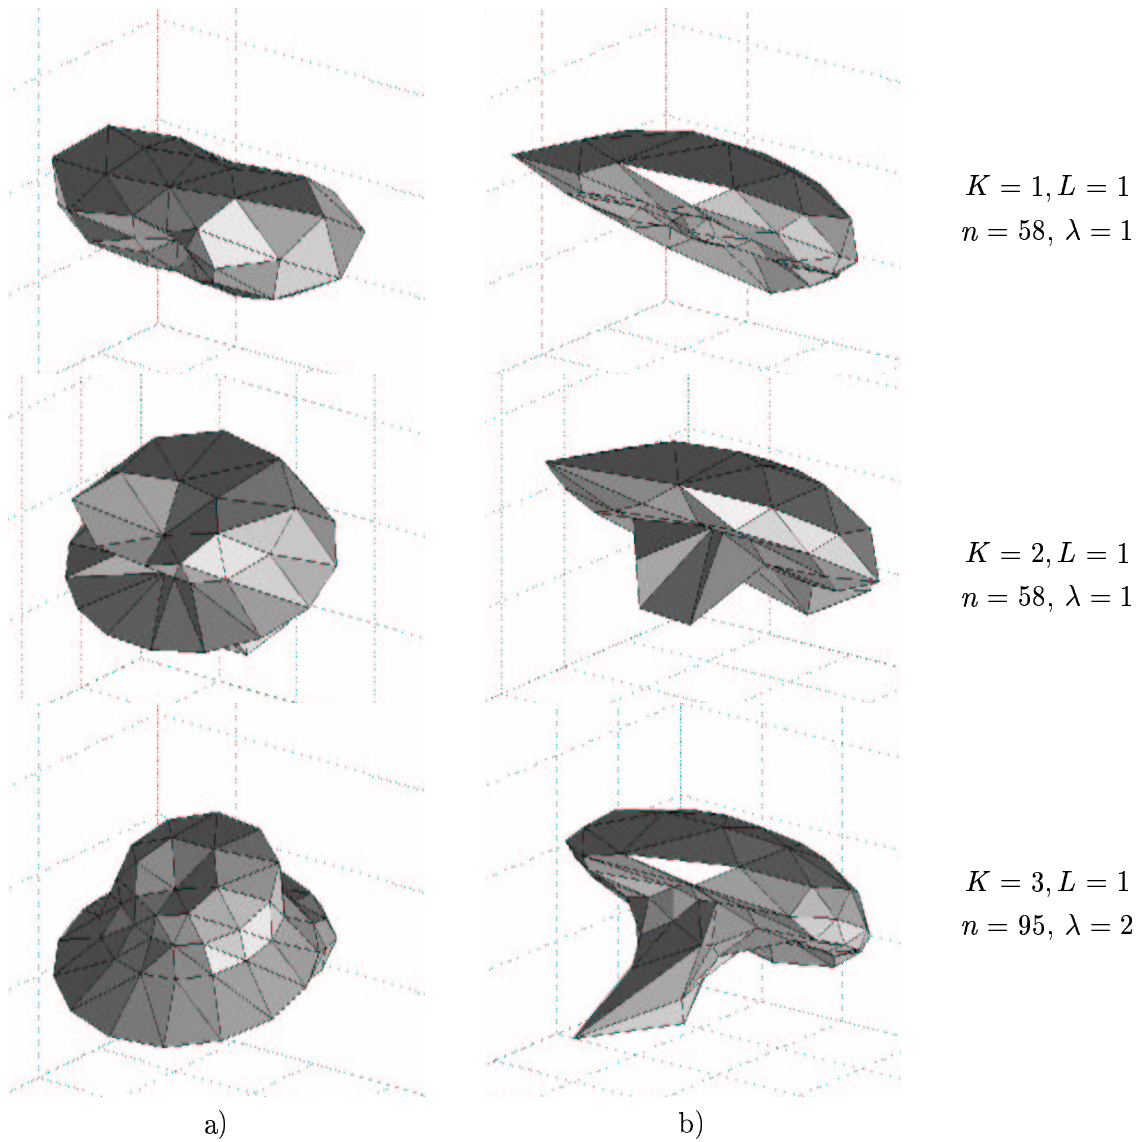 K = 1, L = 1
n = 58, λ = 1
K = 2, L = 1
n = 58, λ = 1
K = 3, L = 1
n = 95, λ = 2
a)
b)